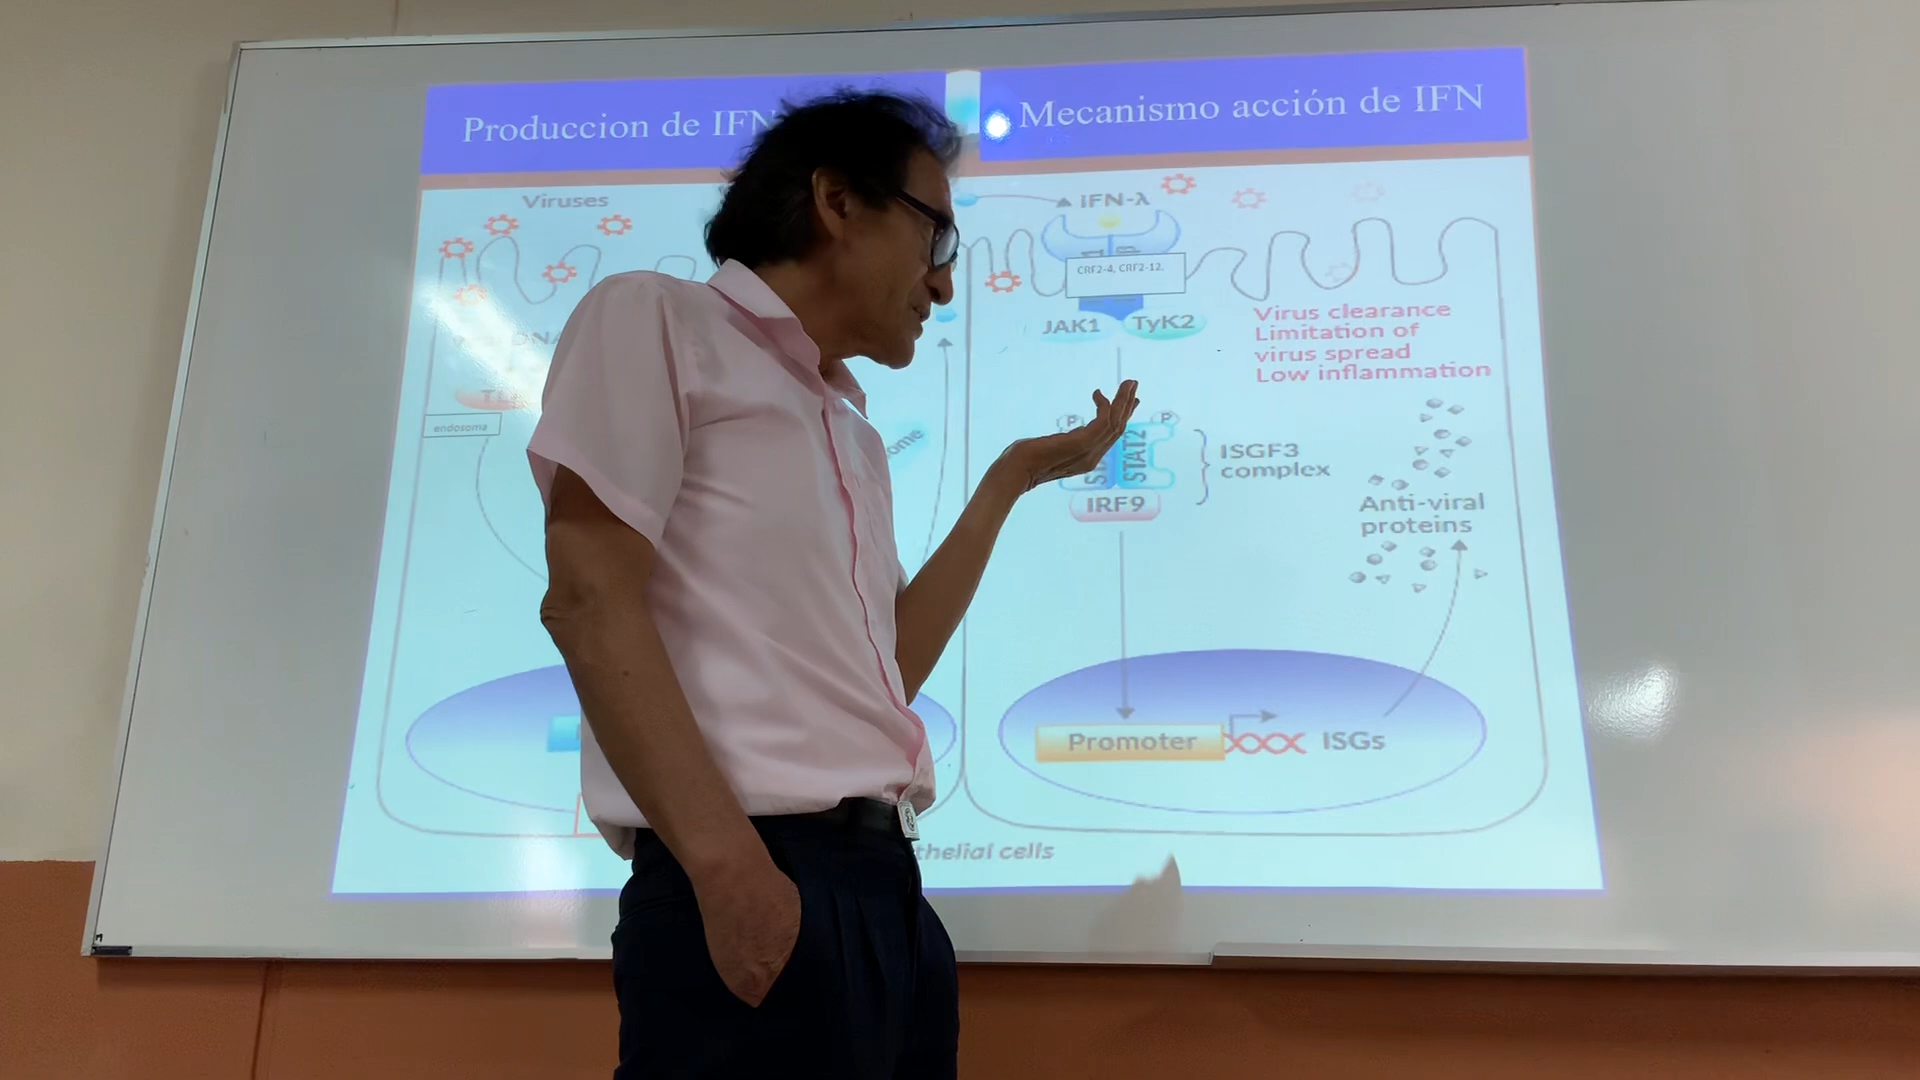 Produccion de IFN
Mecanismo acción de IFN
Viruses
IFN-λ
CRF2-4, CRF2-12.
JAK1
TyK2
Virus clearance
Limitation of
virus spread
Low inflammation
endosoma
P
P
STAT2
IRF9
ISGF3
complex
Anti-viral
proteins
Promoter
ISGs
cells